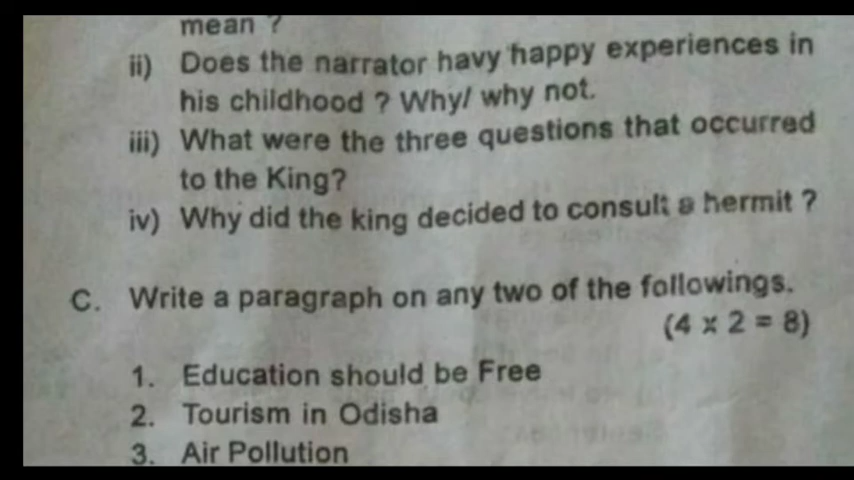 mean ?
ii) Does the narrator havy happy experiences in
his childhood ? Why/ why not.
iii) What were the three questions that occurred
to the King?
iv) Why did the king decided to consult a hermit ?
C. Write a paragraph on any two of the followings.
(4 x 2 = 8)
1. Education should be Free
2. Tourism in Odisha
3. Air Pollution